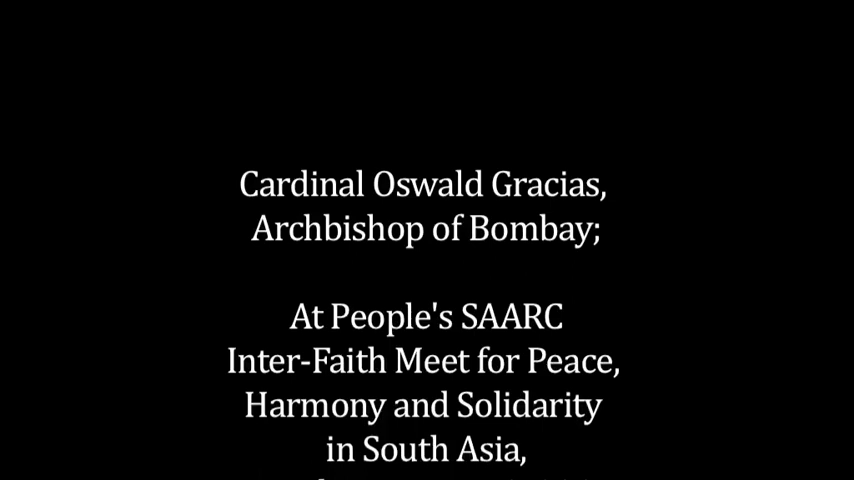 Cardinal Oswald Gracias,
Archbishop of Bombay;
At People's SAARC
Inter-Faith Meet for Peace,
Harmony and Solidarity
in South Asia,